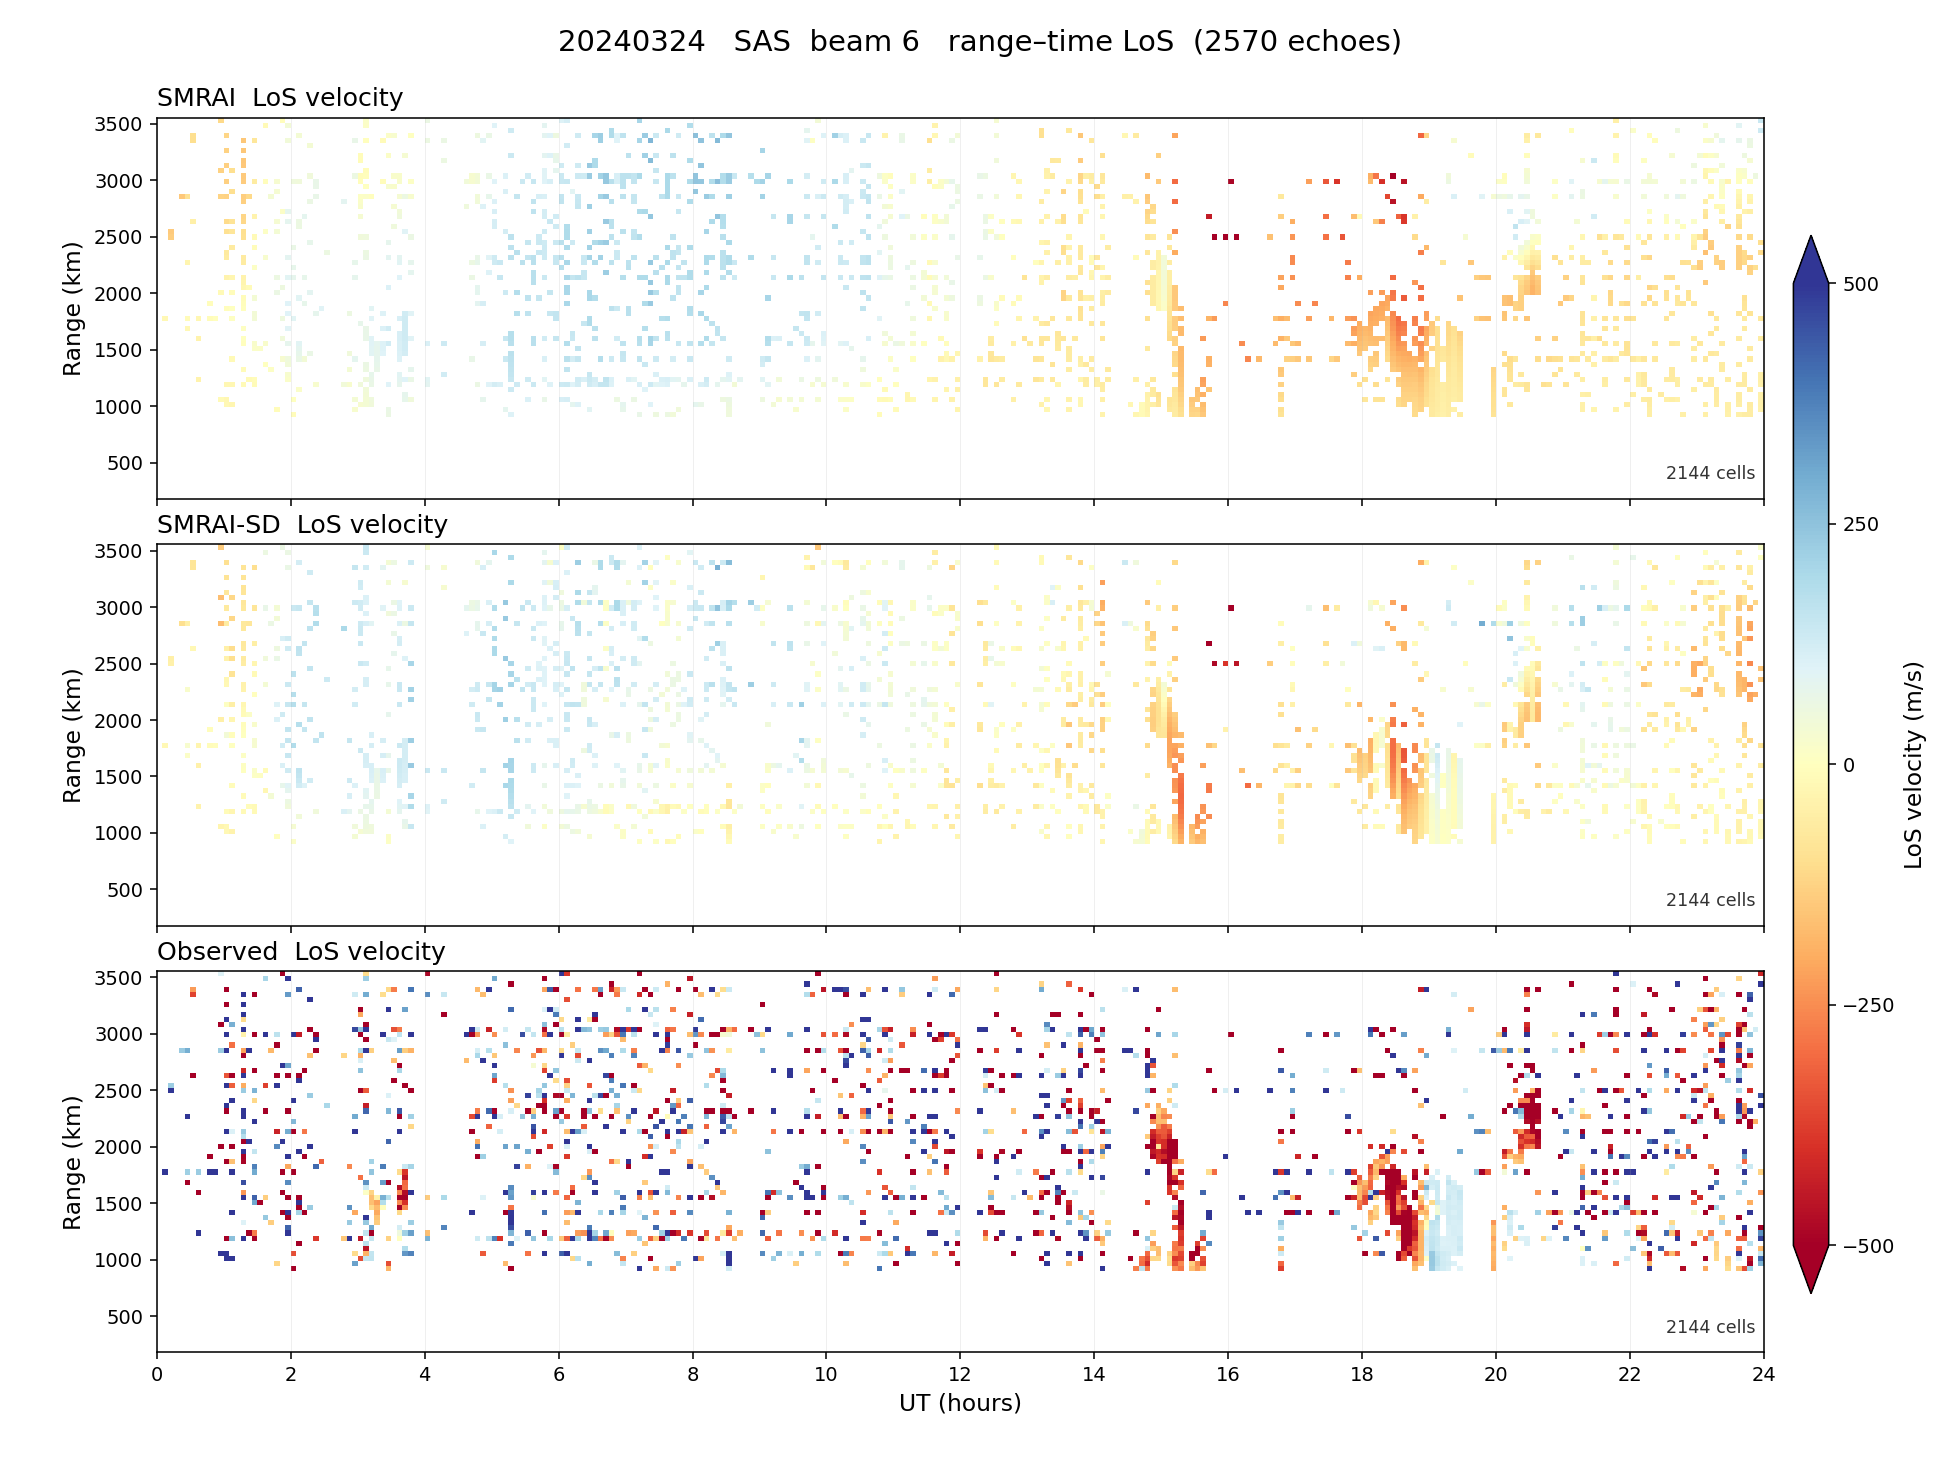 20240324   SAS  beam 6   range–time LoS  (2570 echoes)
SMRAI  LoS velocity
3500
3000
2500
2000
1500
1000
500
Range (km)
2144 cells
SMRAI-SD  LoS velocity
3500
3000
2500
2000
1500
1000
500
Range (km)
2144 cells
Observed  LoS velocity
3500
3000
2500
2000
1500
1000
500
Range (km)
2144 cells
0 2 4 6 8 10 12 14 16 18 20 22 24
UT (hours)
500
250
0
−250
−500
LoS velocity (m/s)